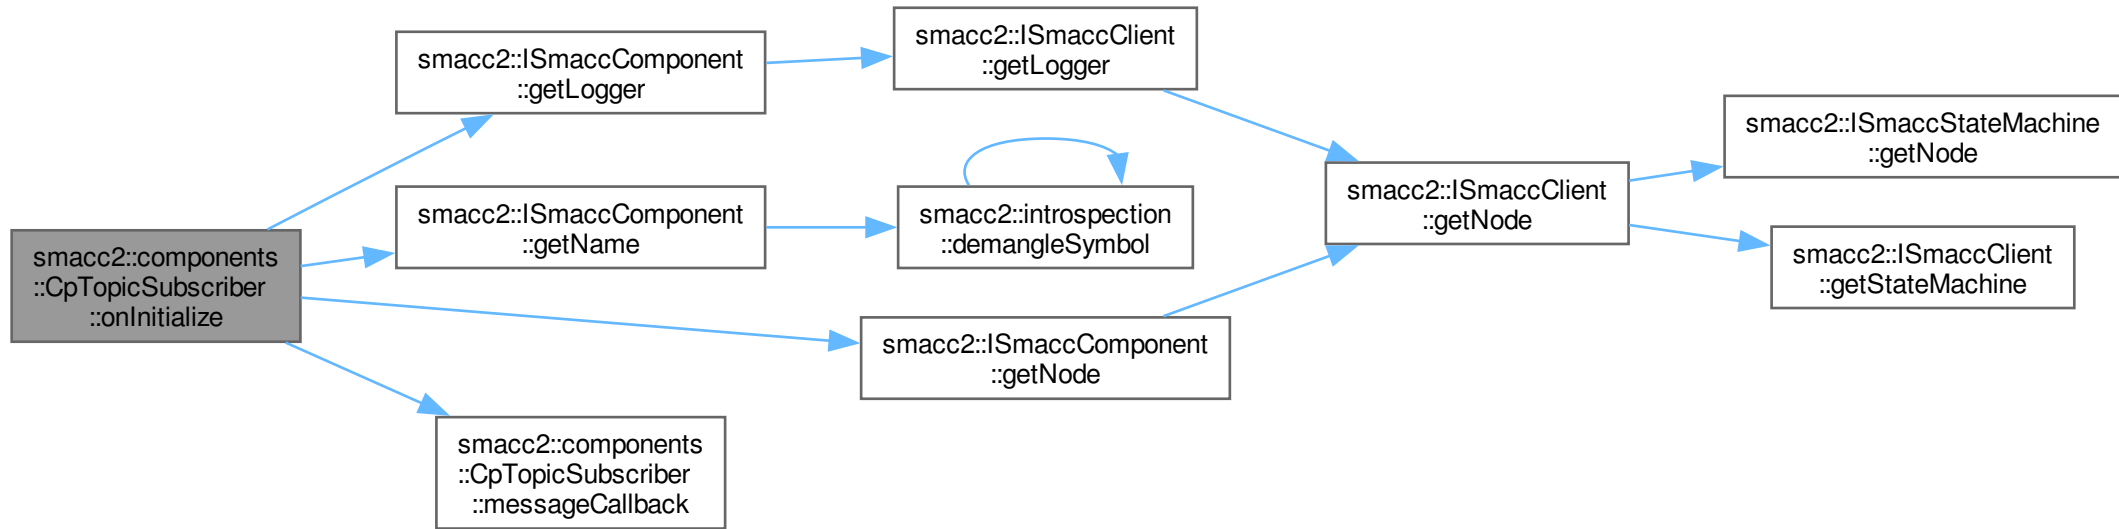 smacc2::components
::CpTopicSubscriber
::onInitialize
smacc2::ISmaccComponent
::getLogger
smacc2::ISmaccClient
::getLogger
smacc2::ISmaccComponent
::getName
smacc2::introspection
::demangleSymbol
smacc2::ISmaccComponent
::getNode
smacc2::components
::CpTopicSubscriber
::messageCallback
smacc2::ISmaccClient
::getNode
smacc2::ISmaccStateMachine
::getNode
smacc2::ISmaccClient
::getStateMachine